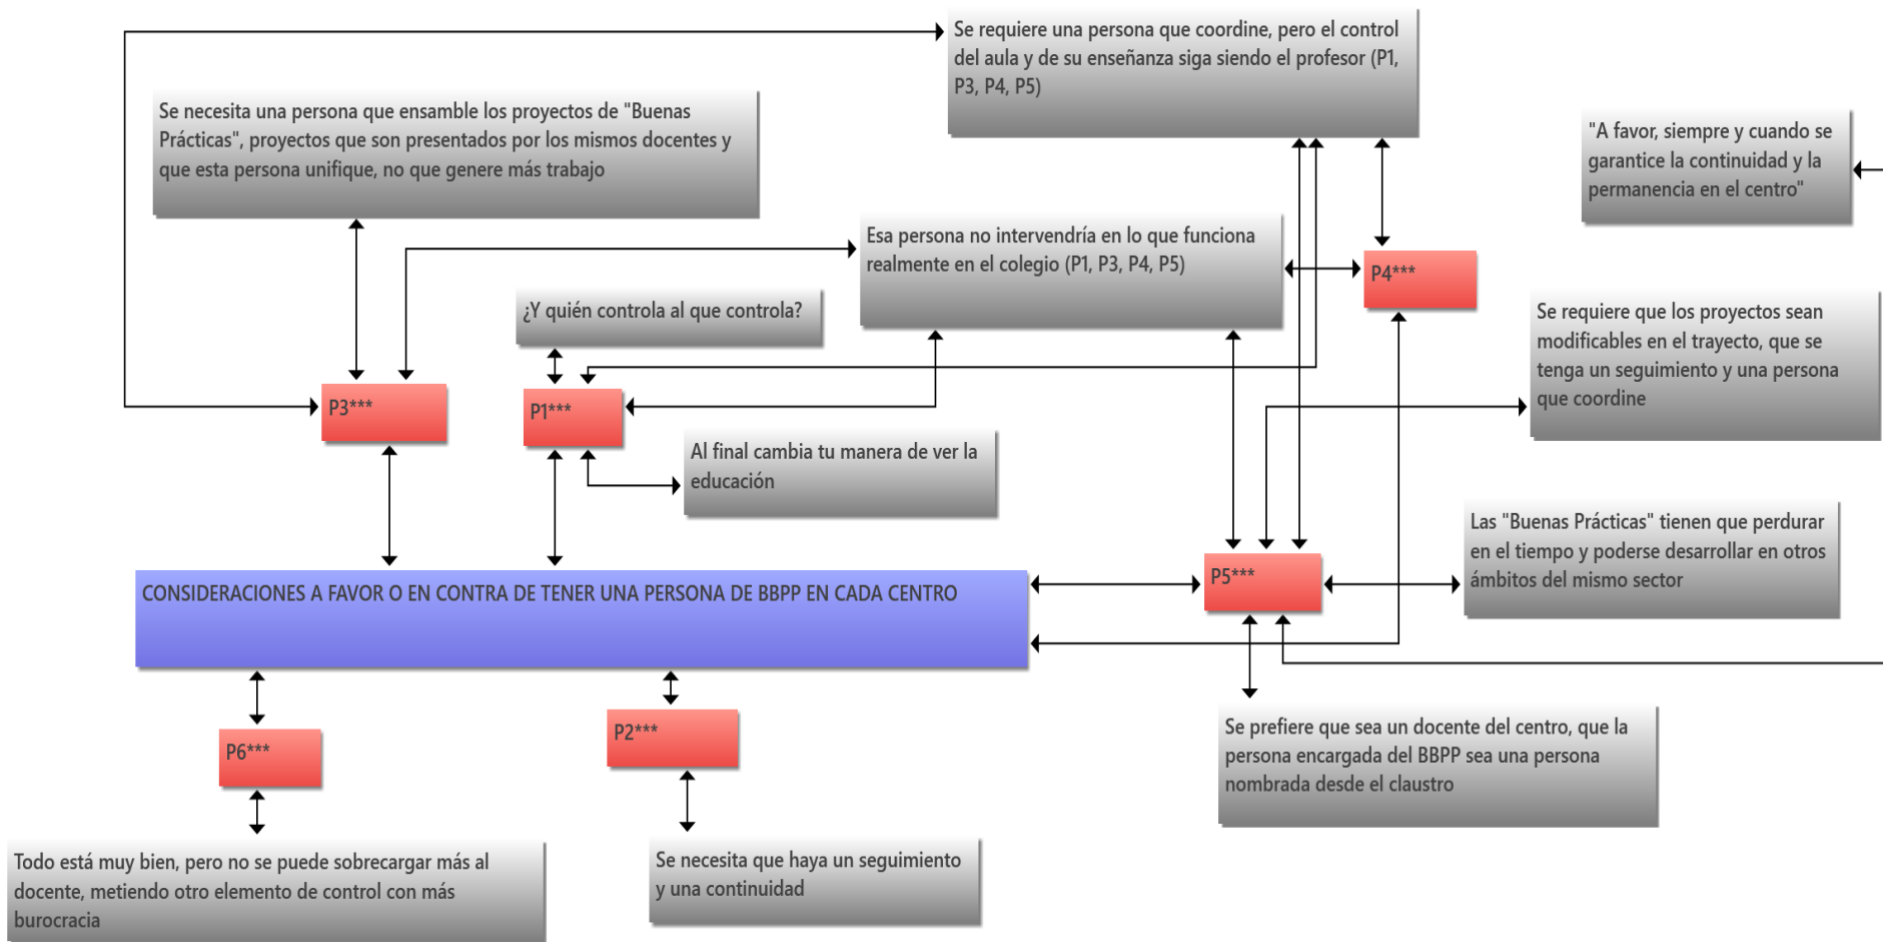 Se requiere una persona que coordine, pero el control
del aula y de su enseñanza siga siendo el profesor (P1,
P3, P4, P5)
Se necesita una persona que ensamble los proyectos de "Buenas
Prácticas", proyectos que son presentados por los mismos docentes y
que esta persona unifique, no que genere más trabajo
"A favor, siempre y cuando se
garantice la continuidad y la
permanencia en el centro"
Esa persona no intervendría en lo que funciona
realmente en el colegio (P1, P3, P4, P5)
P4***
¿Y quién controla al que controla?
Se requiere que los proyectos sean
modificables en el trayecto, que se
tenga un seguimiento y una persona
que coordine
P3***
P1***
Al final cambia tu manera de ver la
educación
Las "Buenas Prácticas" tienen que perdurar
en el tiempo y poderse desarrollar en otros
ámbitos del mismo sector
P5***
CONSIDERACIONES A FAVOR O EN CONTRA DE TENER UNA PERSONA DE BBPP EN CADA CENTRO
P6***
P2***
Se prefiere que sea un docente del centro, que la
persona encargada del BBPP sea una persona
nombrada desde el claustro
Todo está muy bien, pero no se puede sobrecargar más al
docente, metiendo otro elemento de control con más
burocracia
Se necesita que haya un seguimiento
y una continuidad